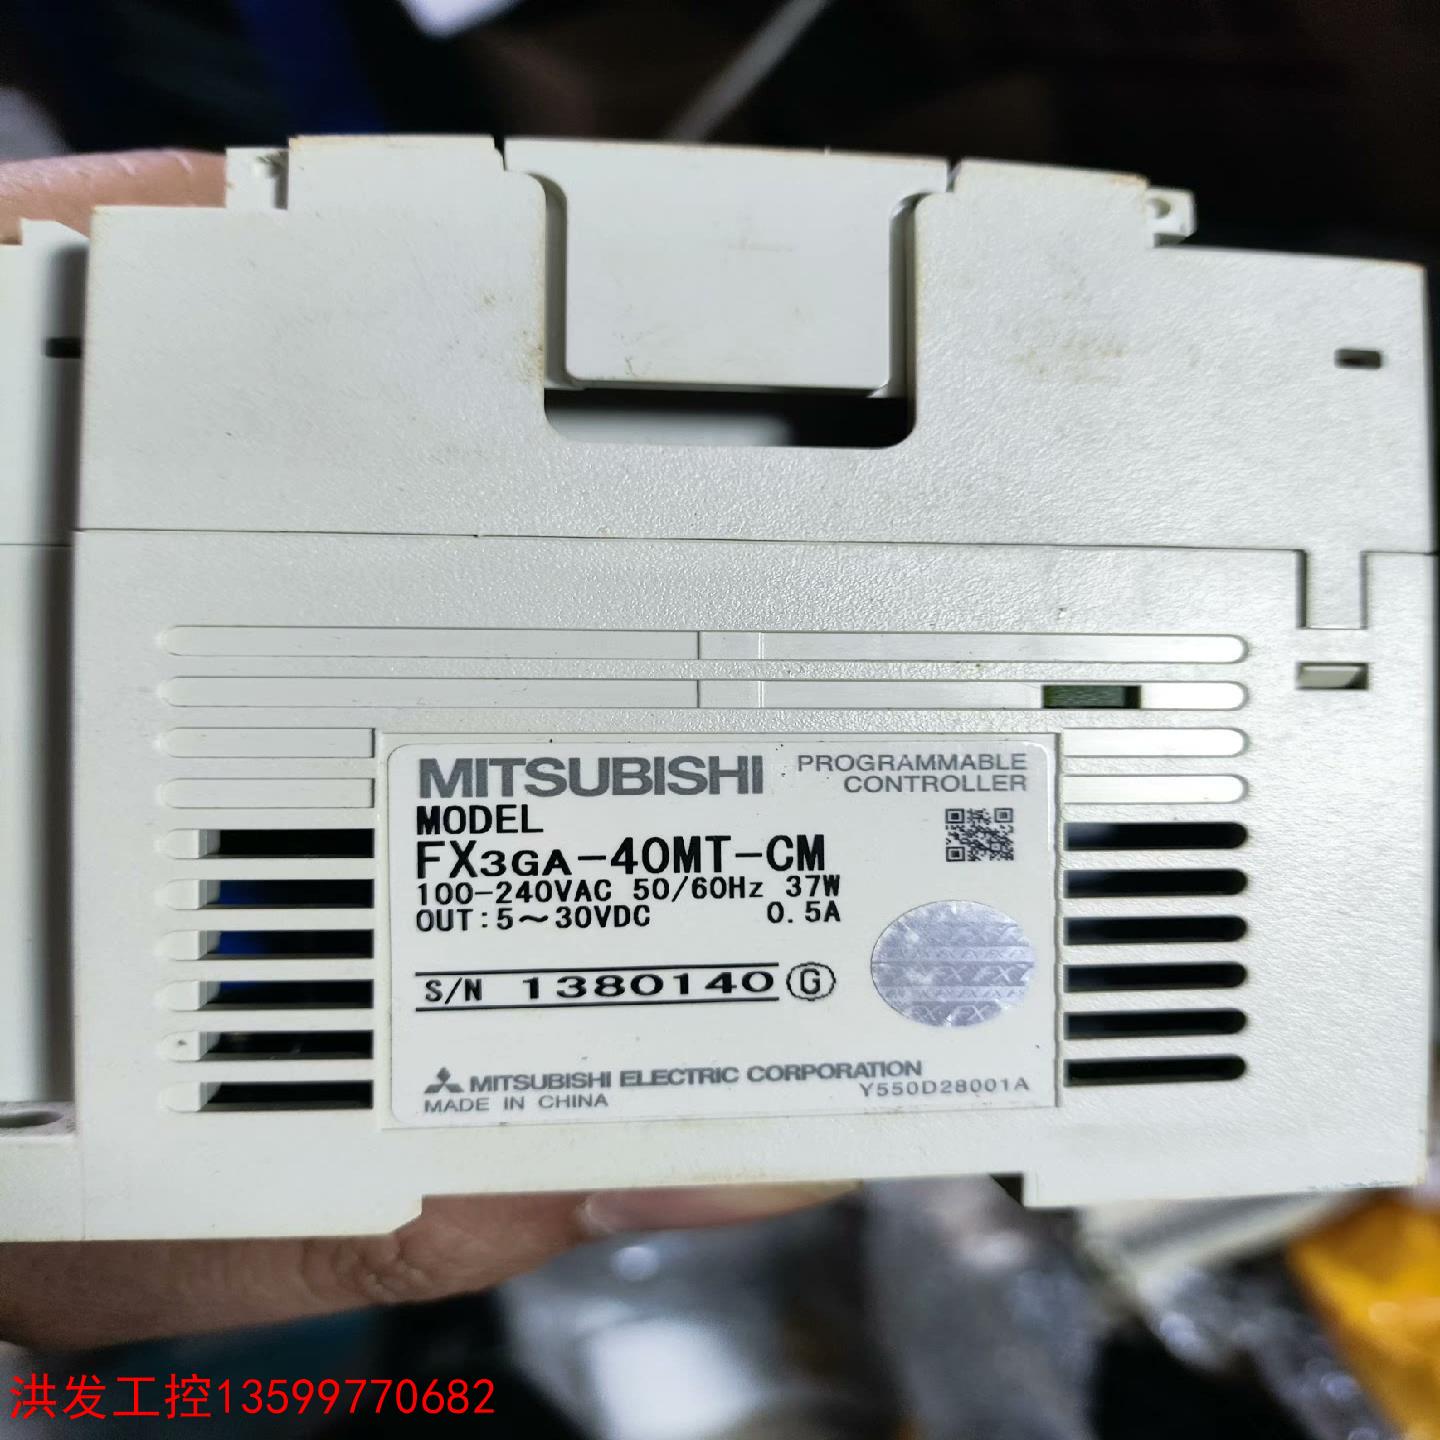 MITSUBISHI
PROGRAMMABLE
CONTROLLER
MODEL
FX3GA-40MT-CM
100-240VAC 50/60Hz 37W
OUT:5～30VDC 0.5A
S/N 1380140 G
MITSUBISHI ELECTRIC CORPORATION
MADE IN CHINA
Y550D28001A
洪发工控13599770682